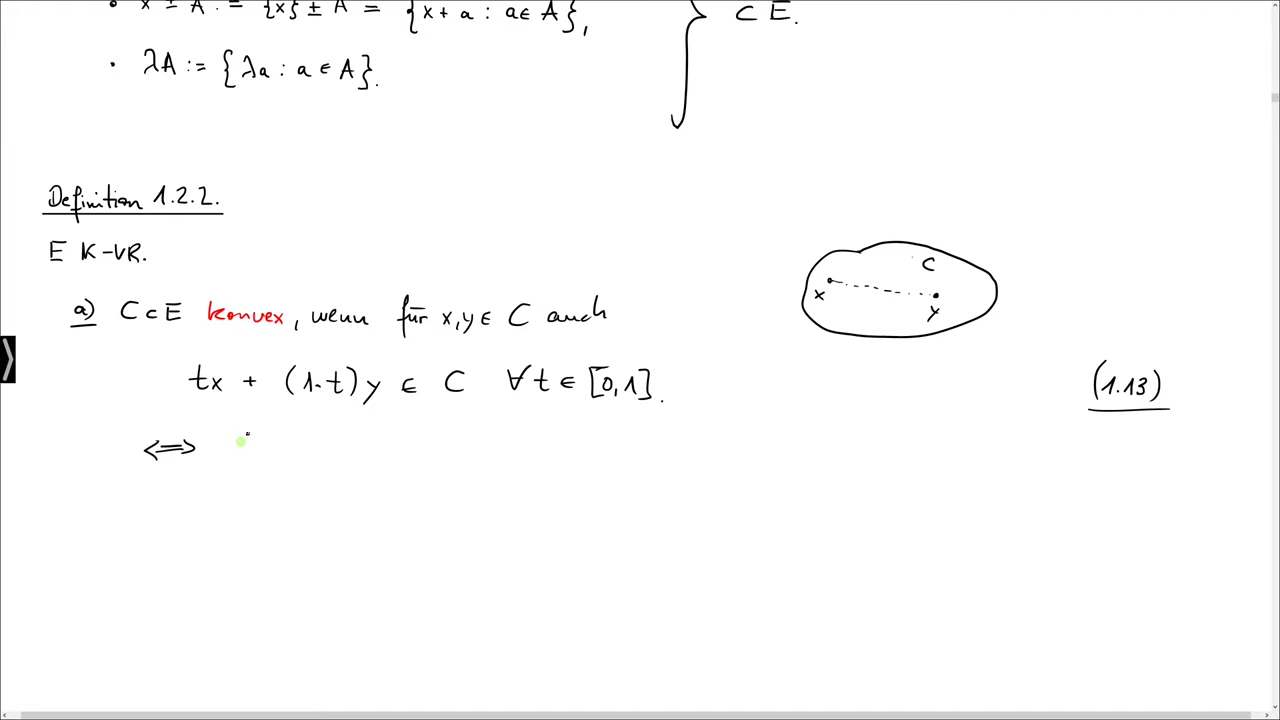 • x ± A := {x} ± A = {x + a : a ∈ A},
⊂ E.
• λA := {λa : a ∈ A}.
Definition 1.2.2.
E K-VR.
a) C ⊂ E konvex, wenn für x, y ∈ C auch
tx + (1-t)y ∈ C ∀ t ∈ [0,1].
(1.13)
⟺
C
x
y